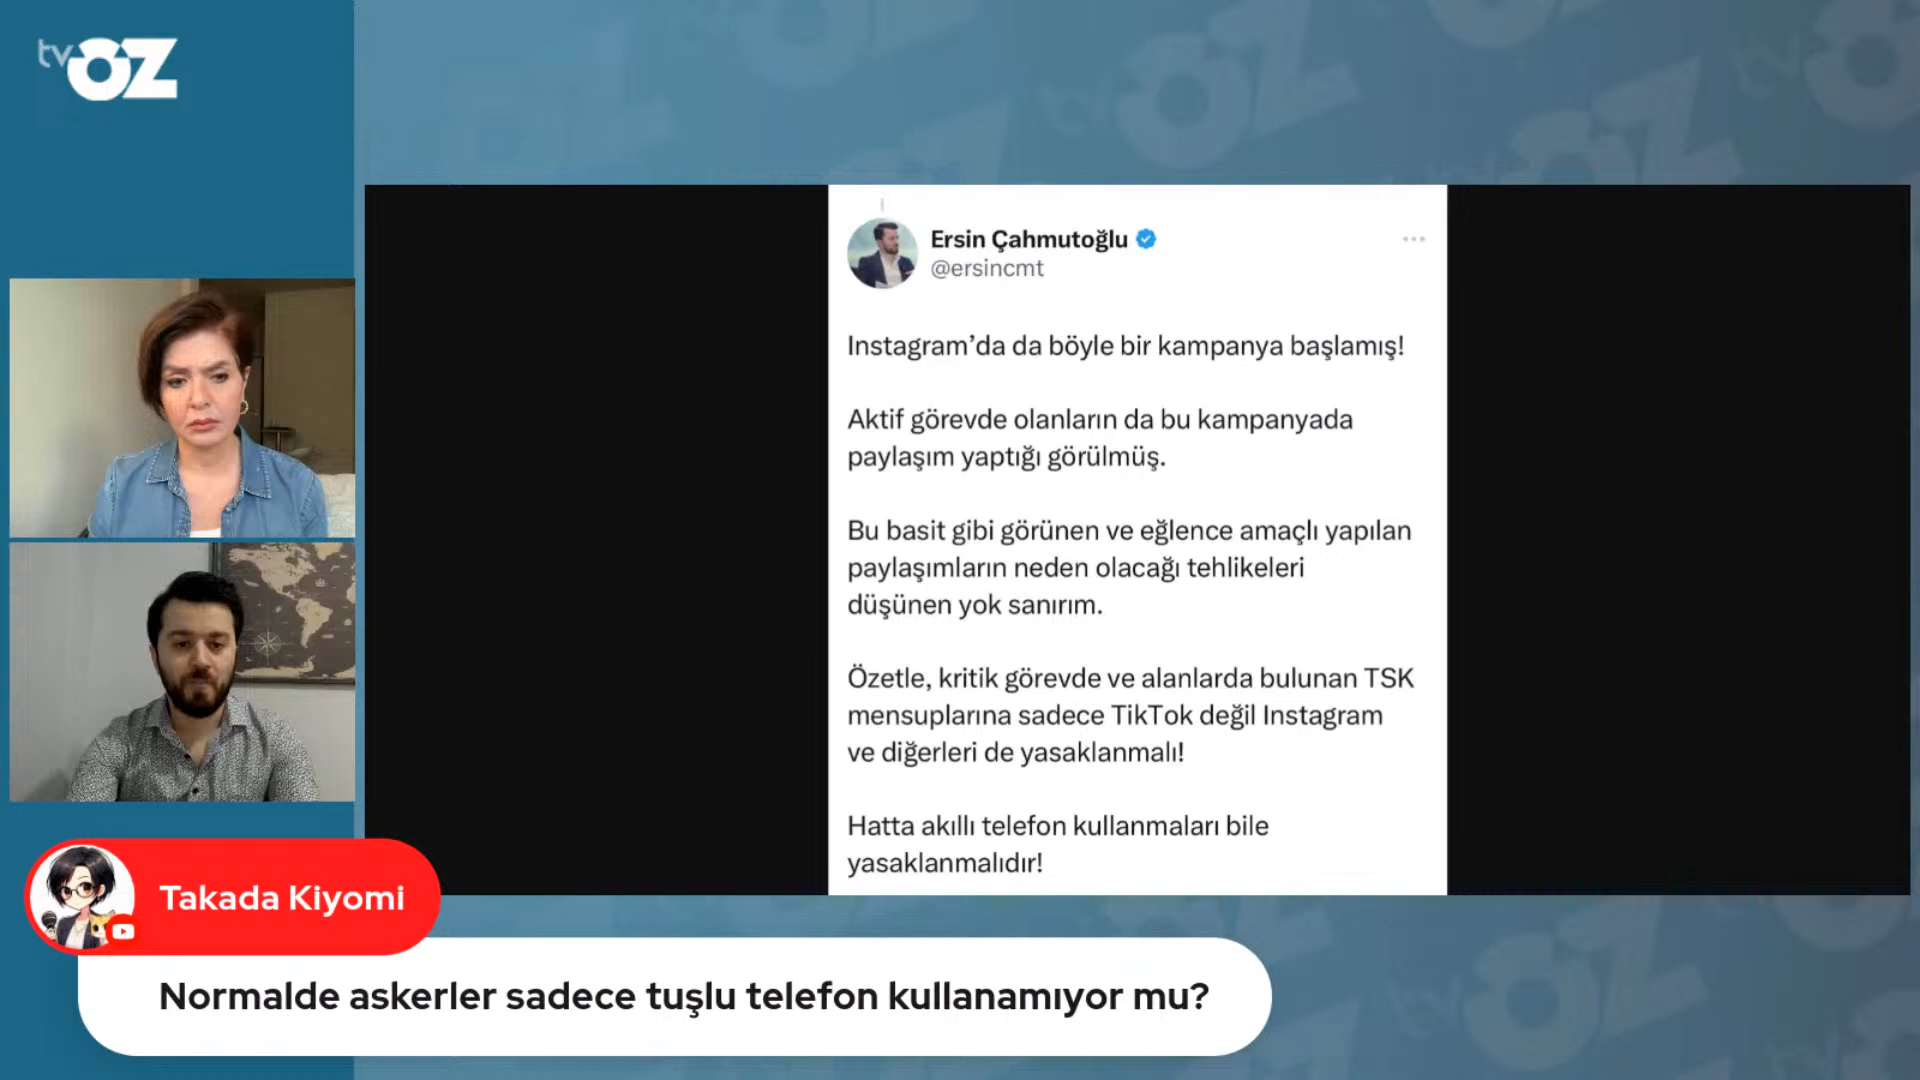 tvÖZ
Ersin Çahmutoğlu
@ersincmt
Instagram’da da böyle bir kampanya başlamış!
Aktif görevde olanların da bu kampanyada
paylaşım yaptığı görülmüş.
Bu basit gibi görünen ve eğlence amaçlı yapılan
paylaşımların neden olacağı tehlikeleri
düşünen yok sanırım.
Özetle, kritik görevde ve alanlarda bulunan TSK
mensuplarına sadece TikTok değil Instagram
ve diğerleri de yasaklanmalı!
Hatta akıllı telefon kullanmaları bile
yasaklanmalıdır!
Takada Kiyomi
Normalde askerler sadece tuşlu telefon kullanamıyor mu?